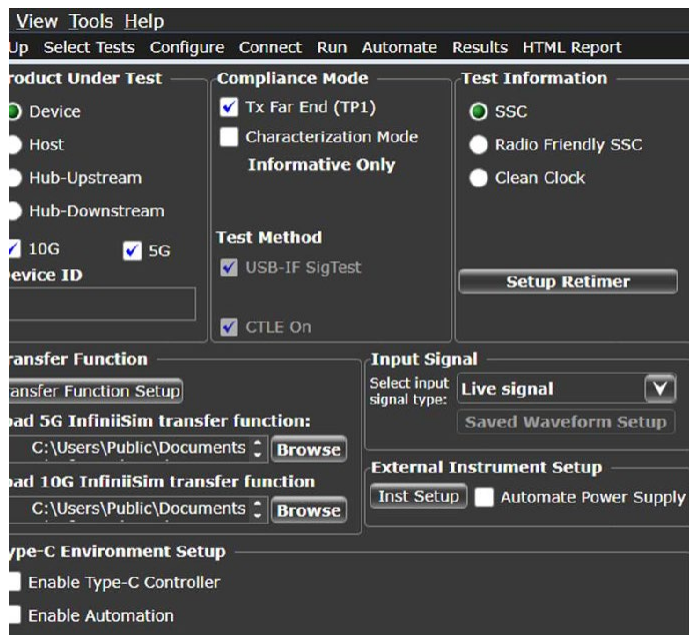 View Tools Help
Up Select Tests Configure Connect Run Automate Results HTML Report
roduct Under Test
Device
Host
Hub-Upstream
Hub-Downstream
10G
5G
evice ID
Compliance Mode
Tx Far End (TP1)
Characterization Mode
Informative Only
Test Method
USB-IF SigTest
CTLE On
Test Information
SSC
Radio Friendly SSC
Clean Clock
Setup Retimer
ransfer Function
ansfer Function Setup
oad 5G InfiniiSim transfer function:
C:\Users\Public\Documents
Browse
oad 10G InfiniiSim transfer function
C:\Users\Public\Documents
Browse
Input Signal
Select input
signal type:
Live signal
Saved Waveform Setup
External Instrument Setup
Inst Setup
Automate Power Supply
ype-C Environment Setup
Enable Type-C Controller
Enable Automation